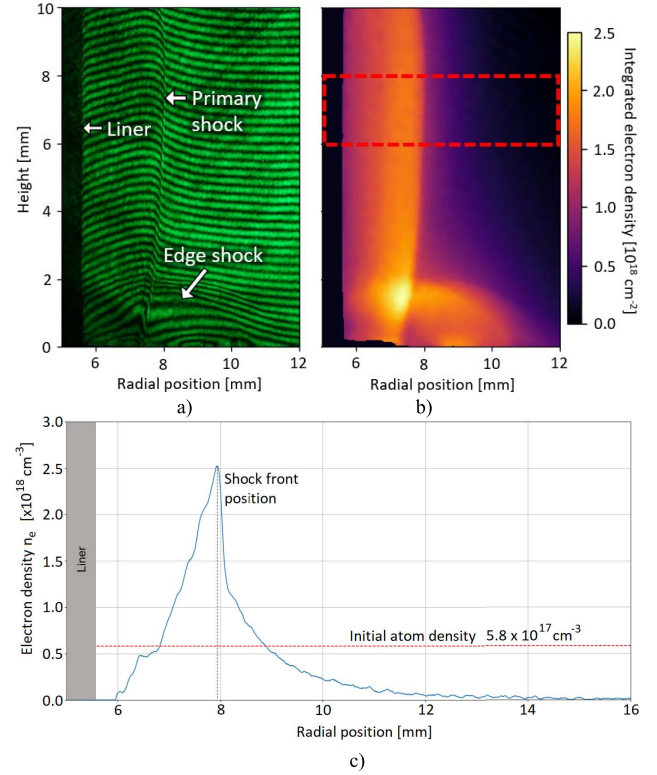 10
8
6
4
2
0
Height [mm]
Primary
shock
Liner
Edge shock
6 8 10 12
Radial position [mm]
a)
6 8 10 12
Radial position [mm]
b)
2.5
2.0
1.5
1.0
0.5
0.0
Integrated electron density [10¹⁸ cm⁻²]
3.0
2.5
2.0
1.5
1.0
0.5
0.0
Electron density nₑ [x10¹⁸ cm⁻³]
Liner
Shock front
position
Initial atom density 5.8 x 10¹⁷ cm⁻³
6 8 10 12 14 16
Radial position [mm]
c)